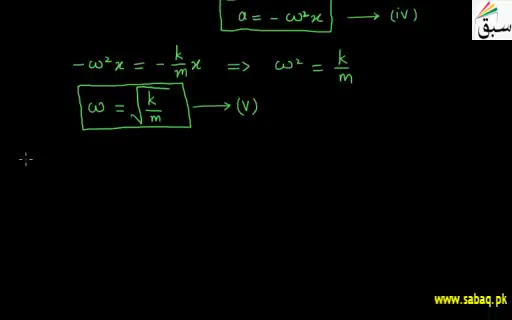 a = - ω²x ⟶ (iv)
سبق
-ω²x = - k/m x ⟹ ω² = k/m
ω = √(k/m) ⟶ (V)
www.sabaq.pk